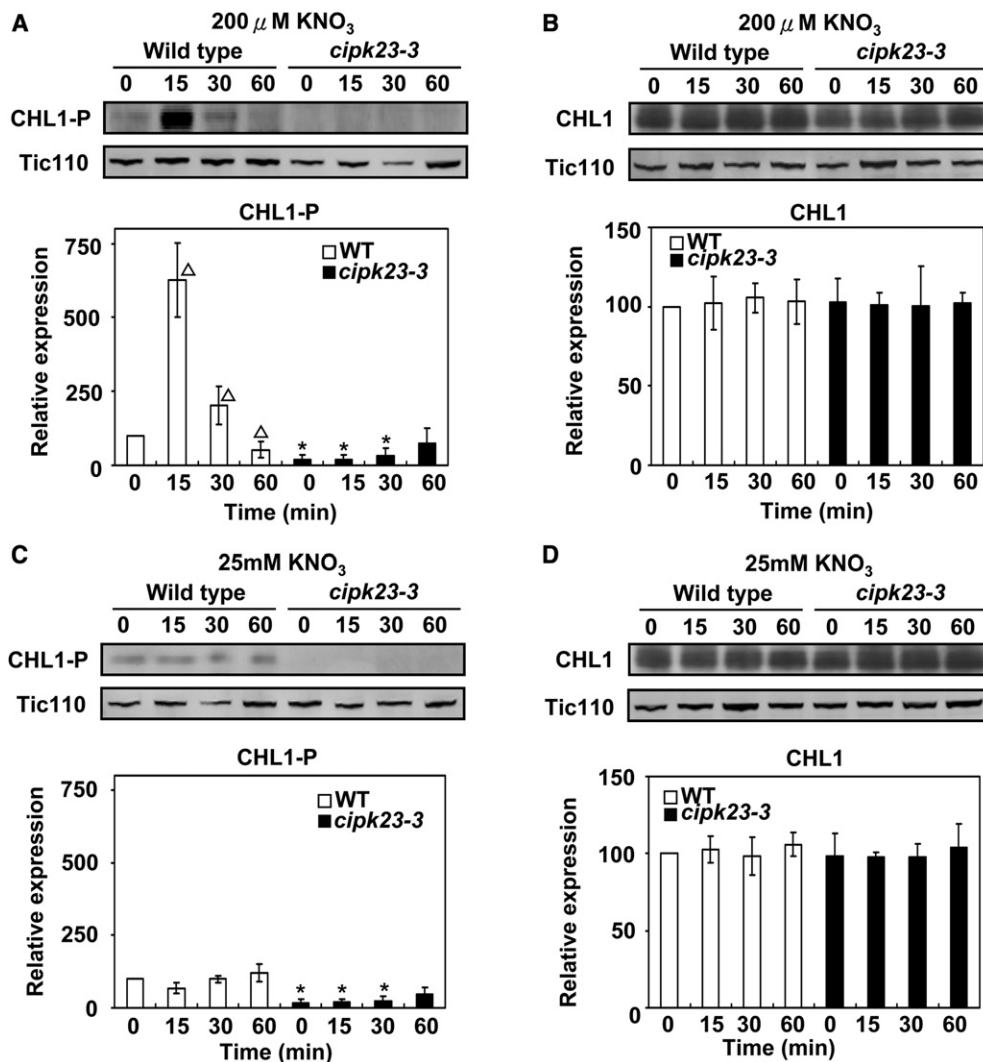 A
200 μM KNO₃
Wild type cipk23-3
0 15 30 60 0 15 30 60
CHL1-P
Tic110
CHL1-P
Relative expression
750
500
250
0
WT
cipk23-3
△
△
△
* * *
0 15 30 60 0 15 30 60
Time (min)
B
200 μM KNO₃
Wild type cipk23-3
0 15 30 60 0 15 30 60
CHL1
Tic110
CHL1
Relative expression
150
100
50
0
WT
cipk23-3
0 15 30 60 0 15 30 60
Time (min)
C
25mM KNO₃
Wild type cipk23-3
0 15 30 60 0 15 30 60
CHL1-P
Tic110
CHL1-P
Relative expression
750
500
250
0
WT
cipk23-3
* * *
0 15 30 60 0 15 30 60
Time (min)
D
25mM KNO₃
Wild type cipk23-3
0 15 30 60 0 15 30 60
CHL1
Tic110
CHL1
Relative expression
150
100
50
0
WT
cipk23-3
0 15 30 60 0 15 30 60
Time (min)